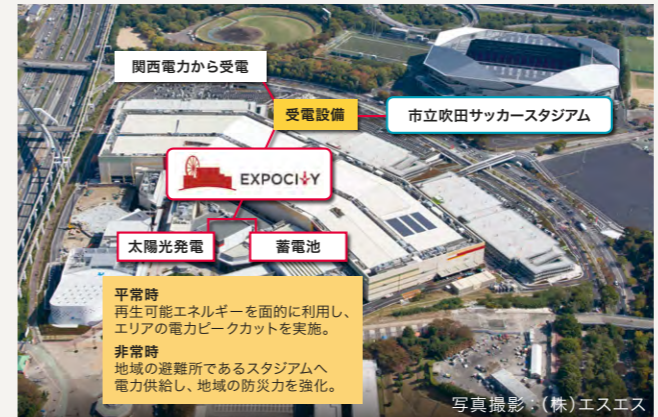 関西電力から受電
受電設備
市立吹田サッカースタジアム
EXPOCITY
太陽光発電
蓄電池
平常時
再生可能エネルギーを面的に利用し、
エリアの電力ピークカットを実施。
非常時
地域の避難所であるスタジアムへ
電力供給し、地域の防災力を強化。
写真撮影：(株)エスエス